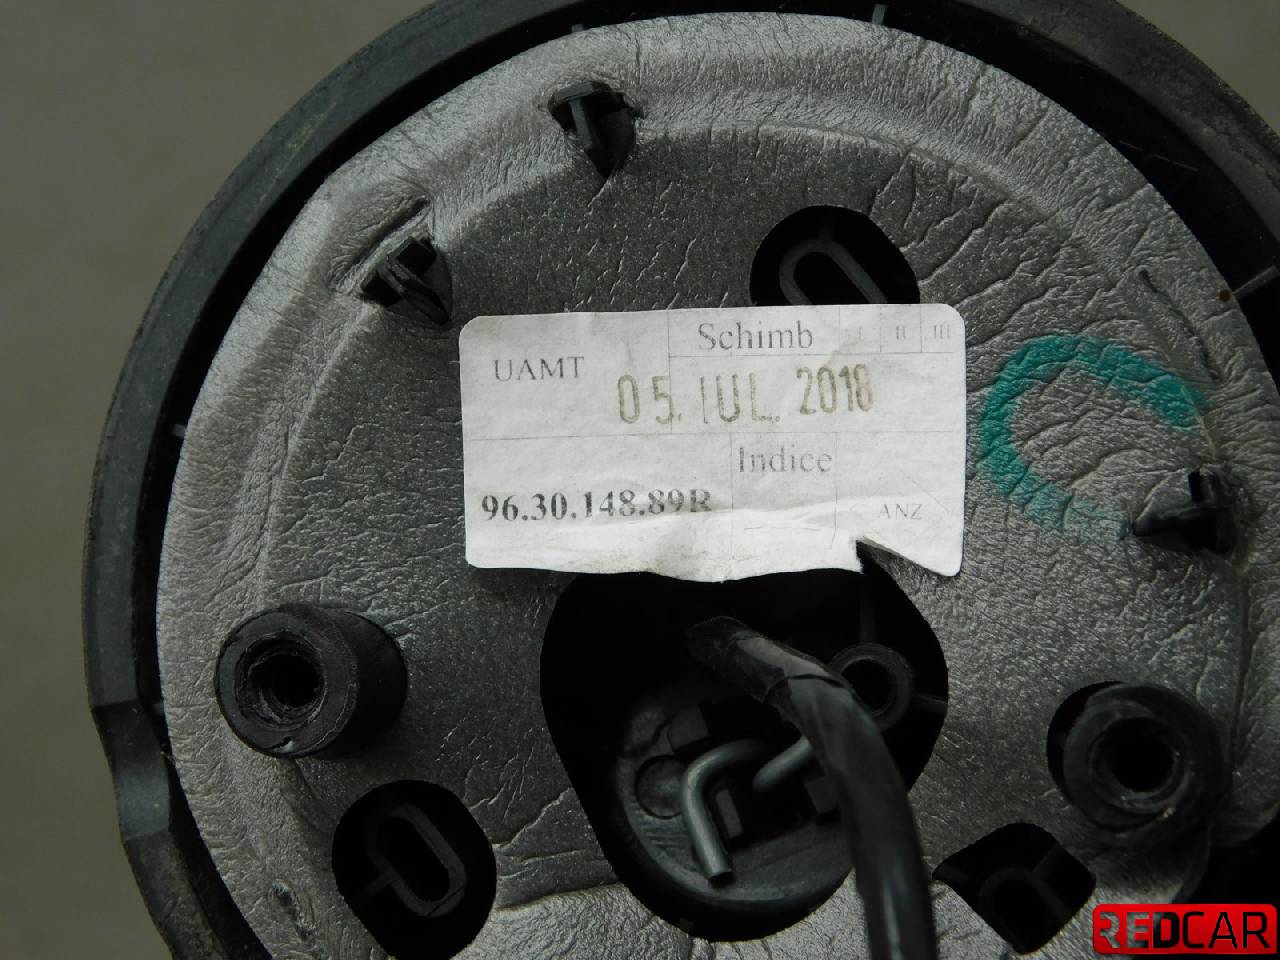 UAMT
Schimb I II III
05. IUL. 2018
Indice
96.30.148.89R
ANZ
REDCAR